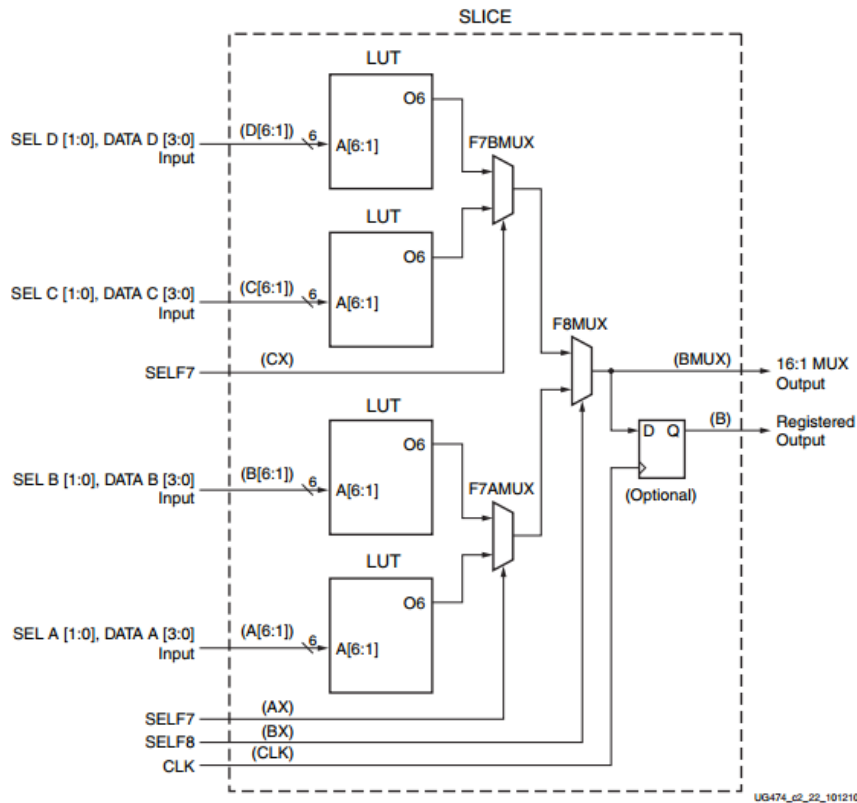 SLICE
LUT
O6
(D[6:1])
6
A[6:1]
SEL D [1:0], DATA D [3:0]
Input
F7BMUX
LUT
O6
(C[6:1])
6
A[6:1]
SEL C [1:0], DATA C [3:0]
Input
F8MUX
(CX)
SELF7
(BMUX)
16:1 MUX
Output
LUT
O6
D Q
(B)
Registered
Output
(Optional)
(B[6:1])
6
A[6:1]
SEL B [1:0], DATA B [3:0]
Input
F7AMUX
LUT
O6
(A[6:1])
6
A[6:1]
SEL A [1:0], DATA A [3:0]
Input
(AX)
SELF7
(BX)
SELF8
(CLK)
CLK
UG474_c2_22_101210